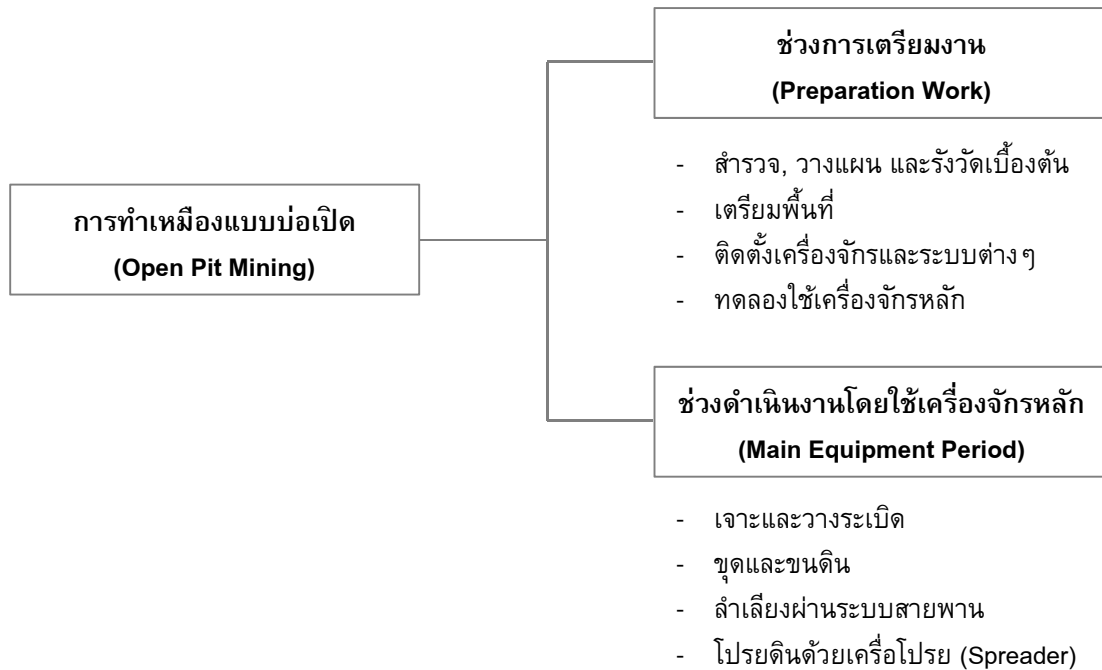 ช่วงการเตรียมงาน
(Preparation Work)
- สำรวจ, วางแผน และรังวัดเบื้องต้น
- เตรียมพื้นที่
- ติดตั้งเครื่องจักรและระบบต่างๆ
- ทดลองใช้เครื่องจักรหลัก
การทำเหมืองแบบบ่อเปิด
(Open Pit Mining)
ช่วงดำเนินงานโดยใช้เครื่องจักรหลัก
(Main Equipment Period)
- เจาะและวางระเบิด
- ขุดและขนดิน
- ลำเลียงผ่านระบบสายพาน
- โปรยดินด้วยเครื่อโปรย (Spreader)